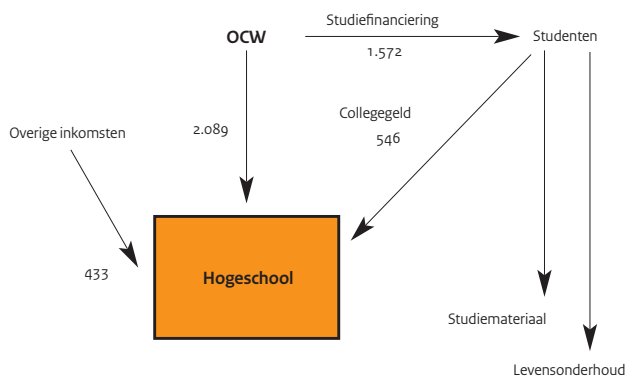 Studiefinanciering
OCW
Studenten
1.572
Collegegeld
2.089
546
Overige inkomsten
433
Hogeschool
Studiemateriaal
Levensonderhoud